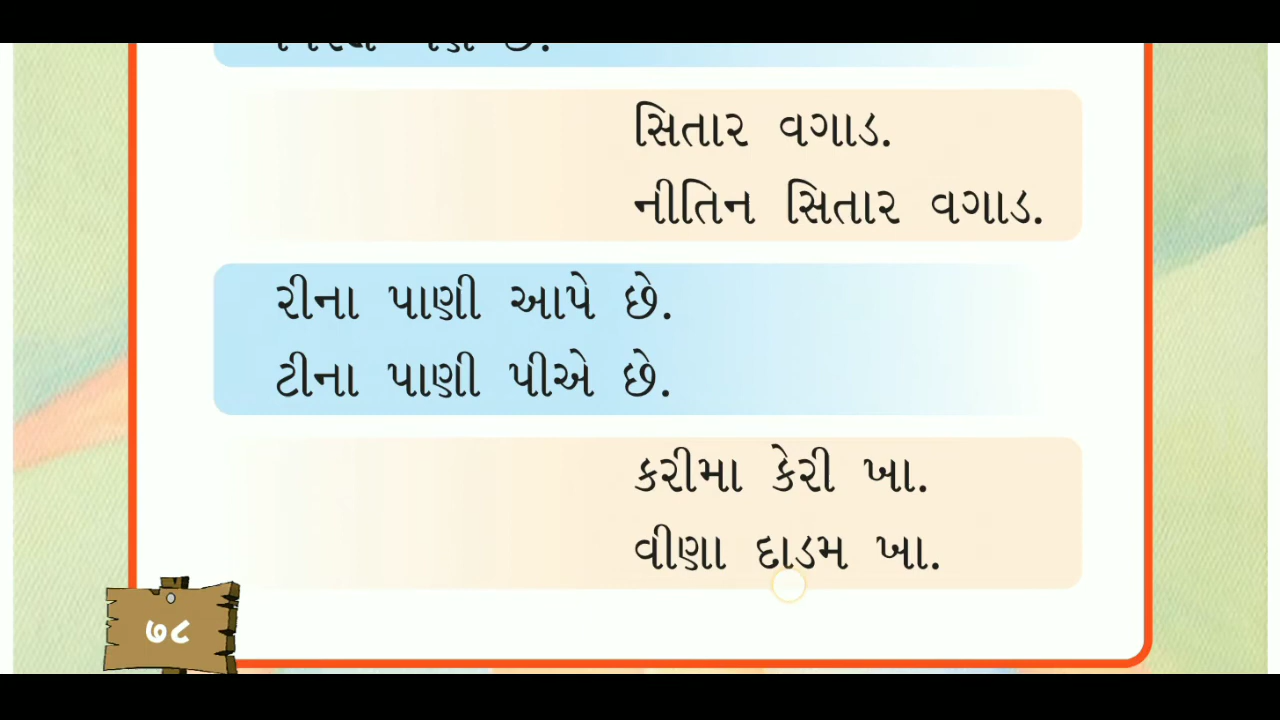 છે.
સિતાર વગાડ.
નીતિન સિતાર વગાડ.
રીના પાણી આપે છે.
ટીના પાણી પીએ છે.
કરીમા કેરી ખા.
વીણા દાડમ ખા.
૭૮